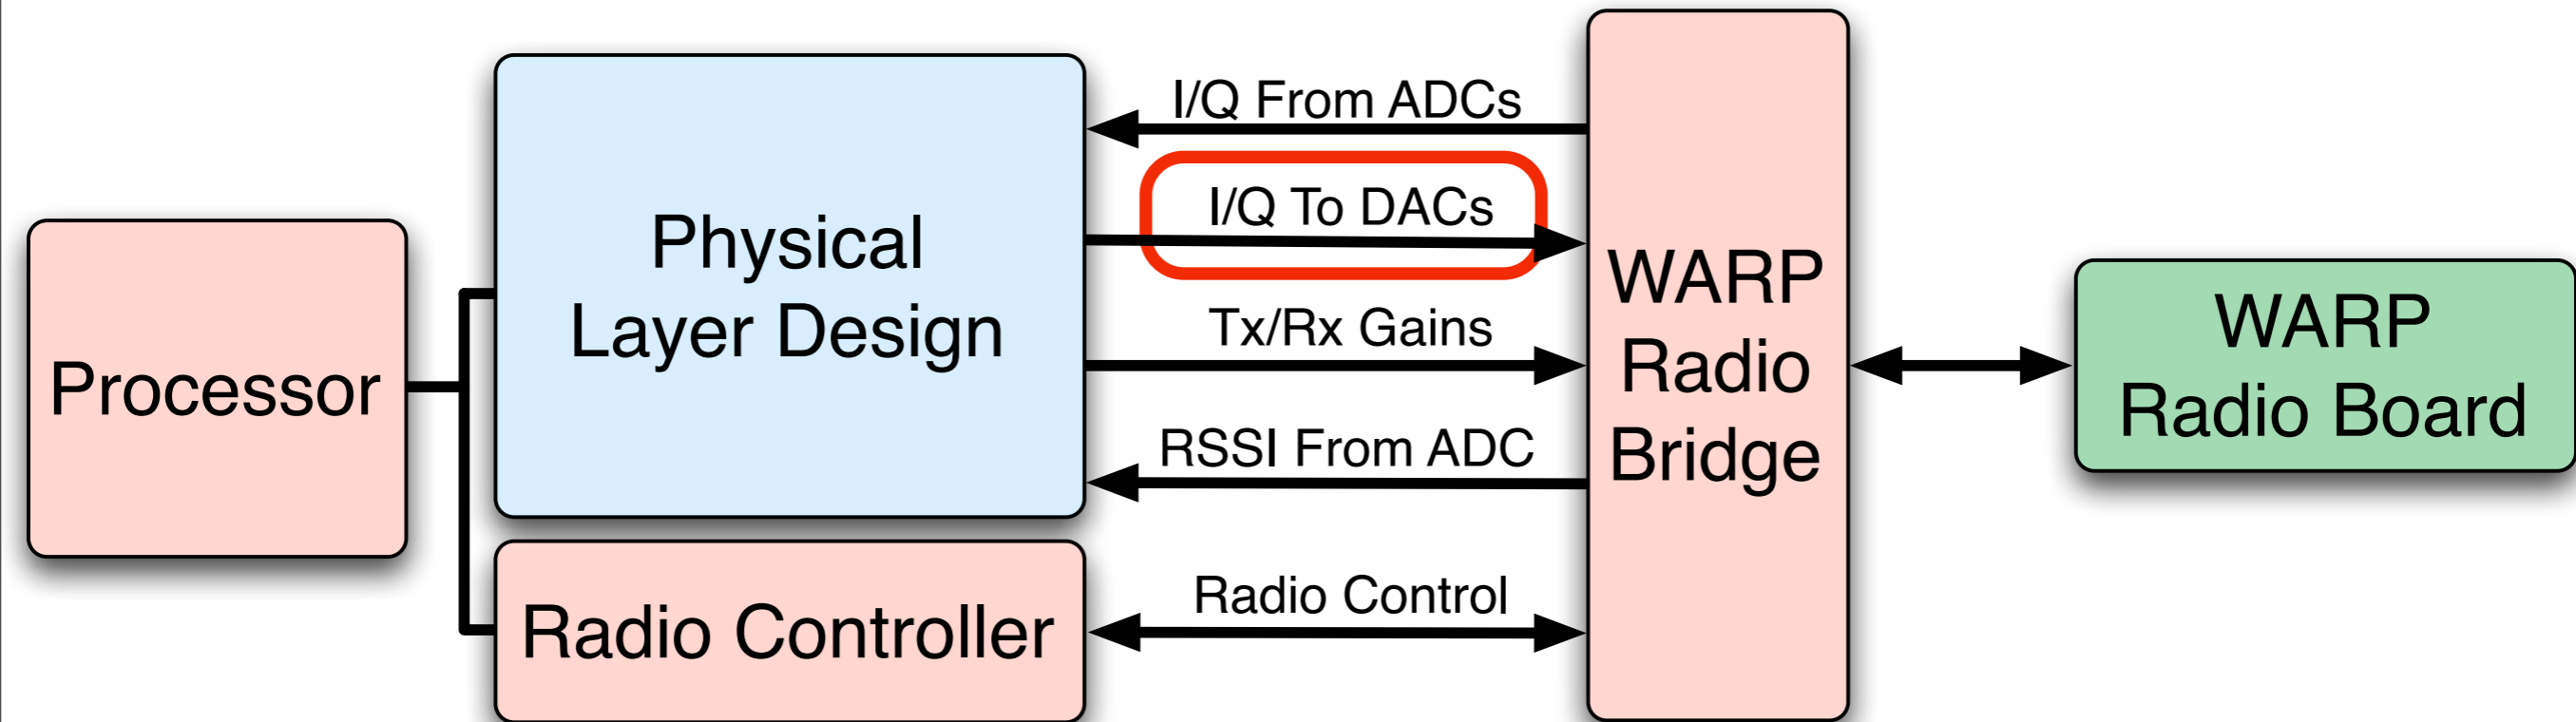 Processor
Physical
Layer Design
Radio Controller
I/Q From ADCs
I/Q To DACs
Tx/Rx Gains
RSSI From ADC
Radio Control
WARP
Radio
Bridge
WARP
Radio Board